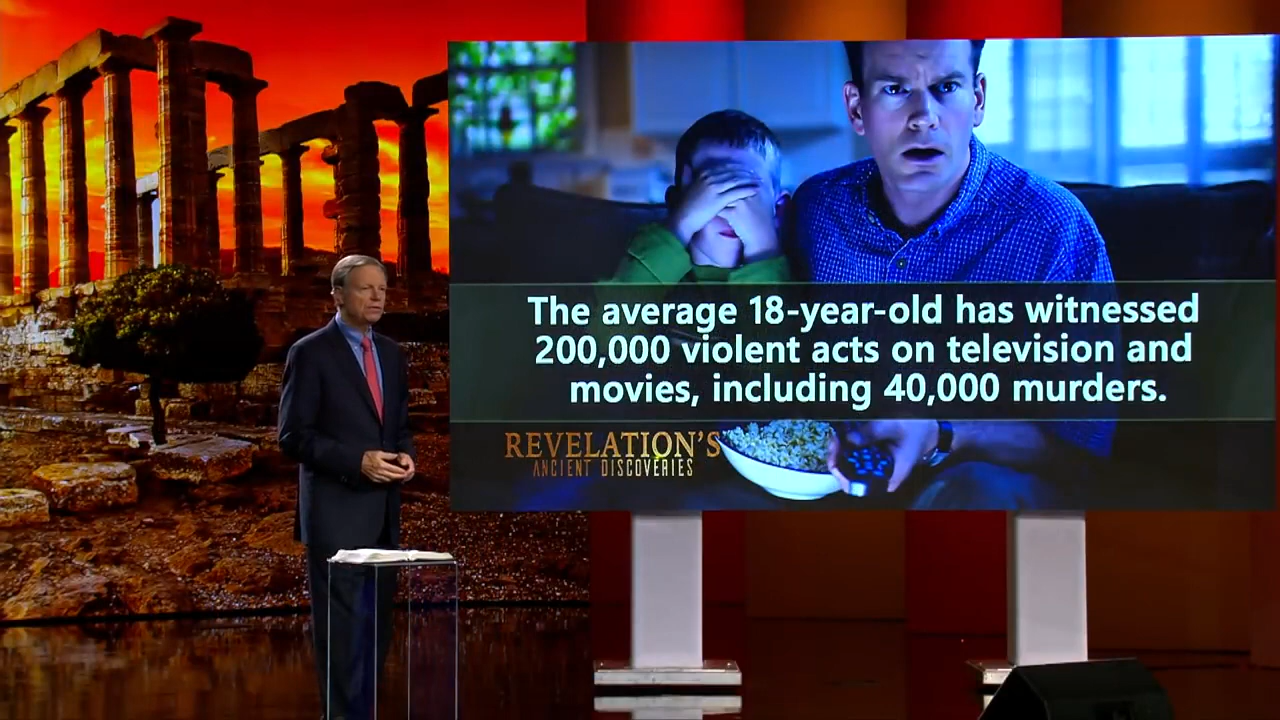 The average 18-year-old has witnessed
200,000 violent acts on television and
movies, including 40,000 murders.
REVELATION'S
ANCIENT DISCOVERIES